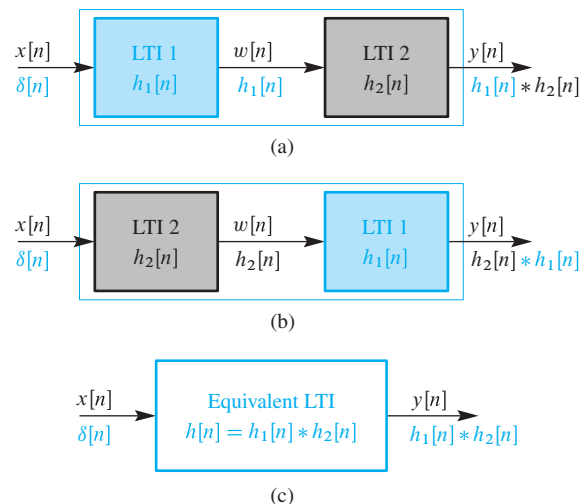 x[n] LTI 1 w[n] LTI 2 y[n]
δ[n] h₁[n] h₁[n] h₂[n] h₁[n] ∗ h₂[n]
(a)
x[n] LTI 2 w[n] LTI 1 y[n]
δ[n] h₂[n] h₂[n] h₁[n] h₂[n] ∗ h₁[n]
(b)
x[n] Equivalent LTI y[n]
δ[n] h[n] = h₁[n] ∗ h₂[n] h₁[n] ∗ h₂[n]
(c)